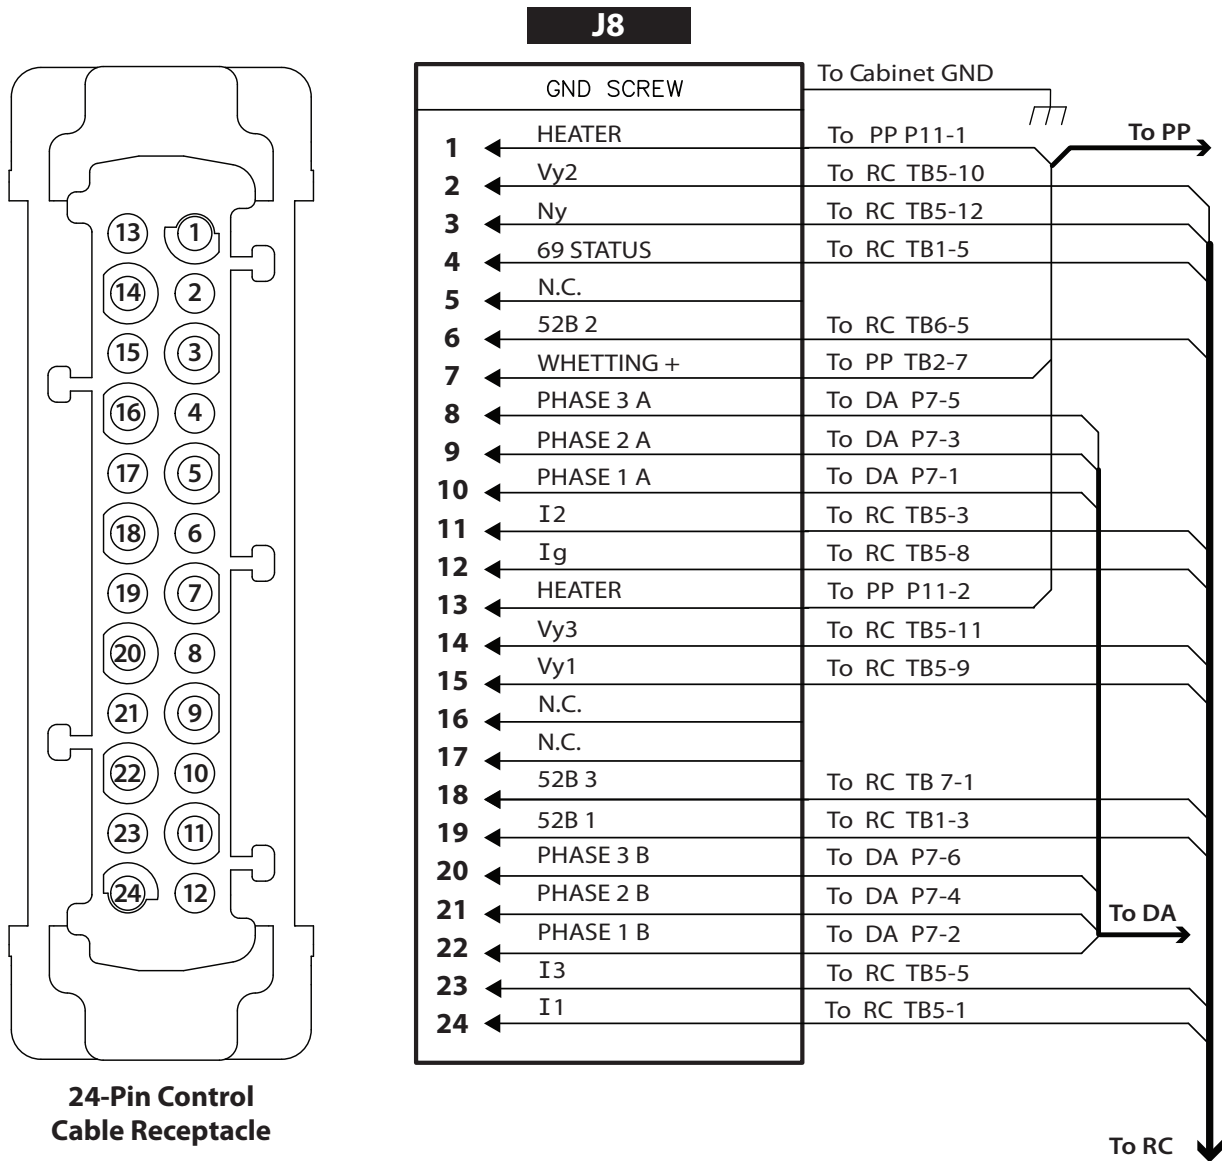 J8
GND SCREW To Cabinet GND
To PP
1 HEATER To PP P11-1
2 Vy2 To RC TB5-10
3 Ny To RC TB5-12
4 69 STATUS To RC TB1-5
5 N.C.
6 52B 2 To RC TB6-5
7 WHETTING + To PP TB2-7
8 PHASE 3 A To DA P7-5
9 PHASE 2 A To DA P7-3
10 PHASE 1 A To DA P7-1
11 I2 To RC TB5-3
12 Ig To RC TB5-8
13 HEATER To PP P11-2
14 Vy3 To RC TB5-11
15 Vy1 To RC TB5-9
16 N.C.
17 N.C.
18 52B 3 To RC TB 7-1
19 52B 1 To RC TB1-3
20 PHASE 3 B To DA P7-6
21 PHASE 2 B To DA P7-4
22 PHASE 1 B To DA P7-2
23 I3 To RC TB5-5
24 I1 To RC TB5-1
To DA
To RC
13 1
14 2
15 3
16 4
17 5
18 6
19 7
20 8
21 9
22 10
23 11
24 12
24-Pin Control
Cable Receptacle